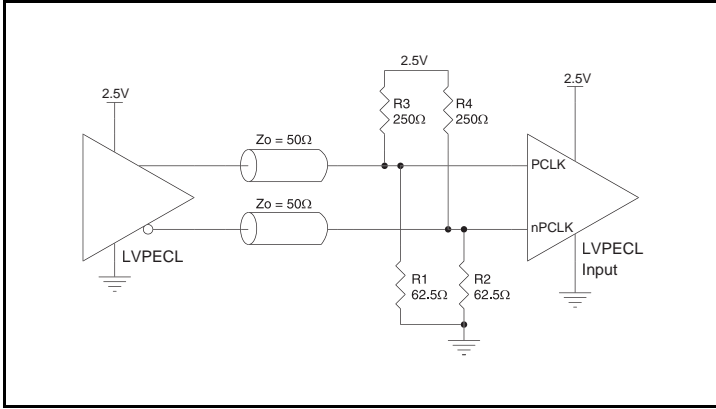 2.5V
R3
250Ω
R4
250Ω
2.5V
2.5V
Zo = 50Ω
PCLK
Zo = 50Ω
nPCLK
LVPECL
LVPECL
Input
R1
62.5Ω
R2
62.5Ω